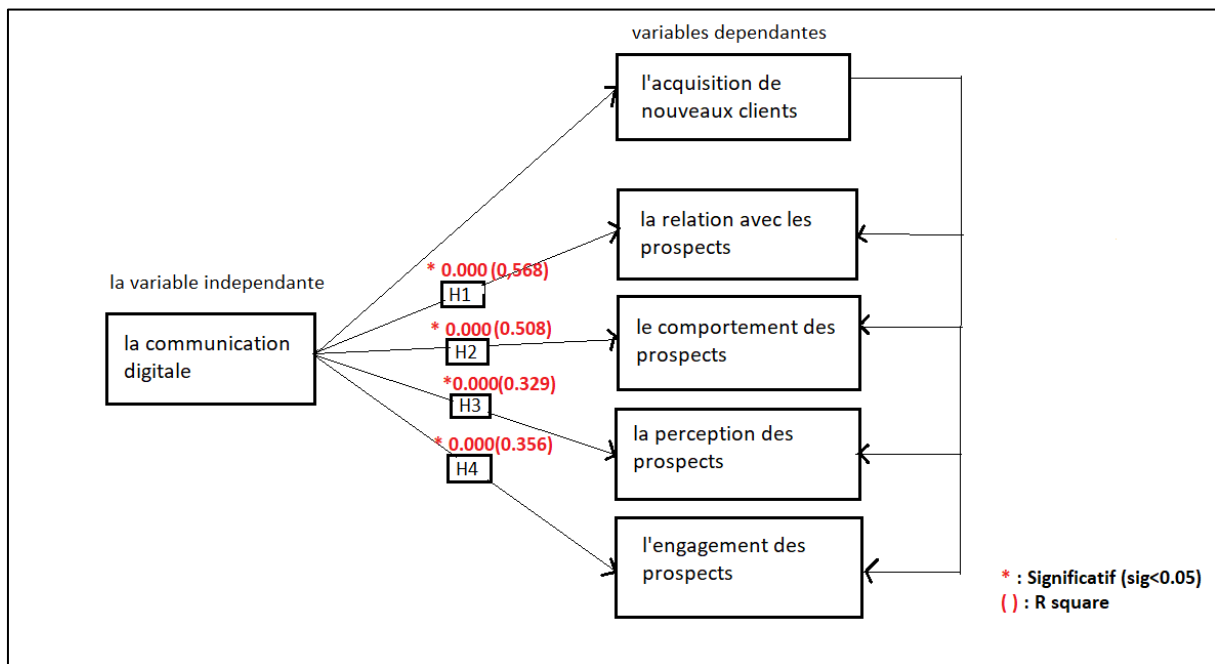 variables dependantes
l'acquisition de
nouveaux clients
la relation avec les
prospects
* 0.000 (0,568)
la variable independante
H1
la communication
digitale
* 0.000 (0.508)
H2
le comportement des
prospects
*0.000(0.329)
H3
la perception des
prospects
* 0.000(0.356)
H4
l'engagement des
prospects
* : Significatif (sig<0.05)
( ) : R square